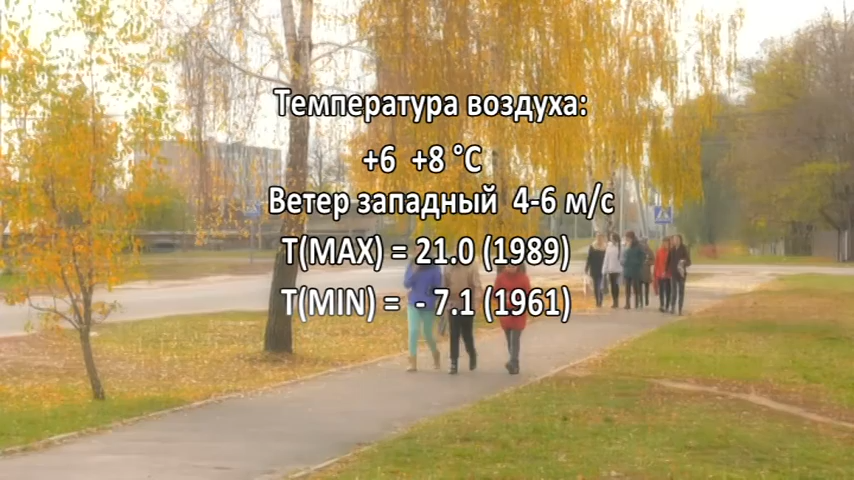 Температура воздуха:
+6 +8 °C
Ветер западный 4-6 м/с
T(MAX) = 21.0 (1989)
T(MIN) = - 7.1 (1961)